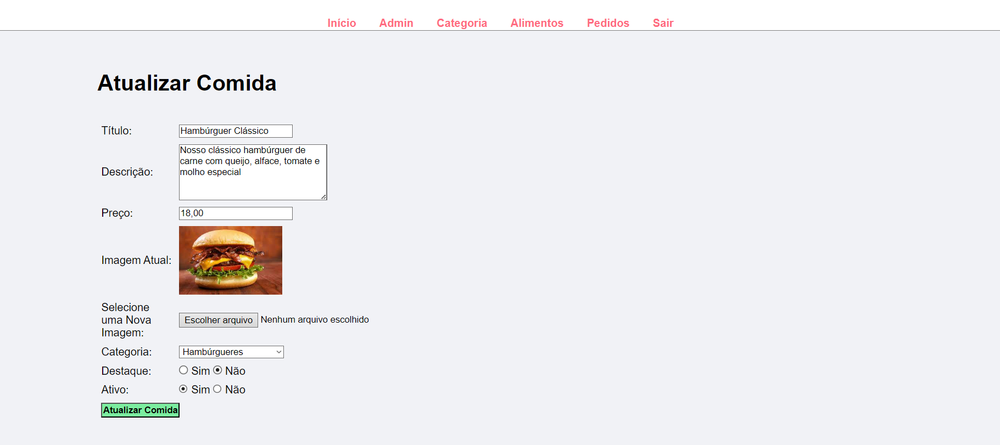 Início Admin Categoria Alimentos Pedidos Sair
Atualizar Comida
Título: Hambúrguer Clássico
Descrição:
Nosso clássico hambúrguer de
carne com queijo, alface, tomate e
molho especial
Preço: 18,00
Imagem Atual:
Selecione
uma Nova
Imagem:
Escolher arquivo Nenhum arquivo escolhido
Categoria: Hambúrgueres
Destaque: Sim Não
Ativo: Sim Não
Atualizar Comida